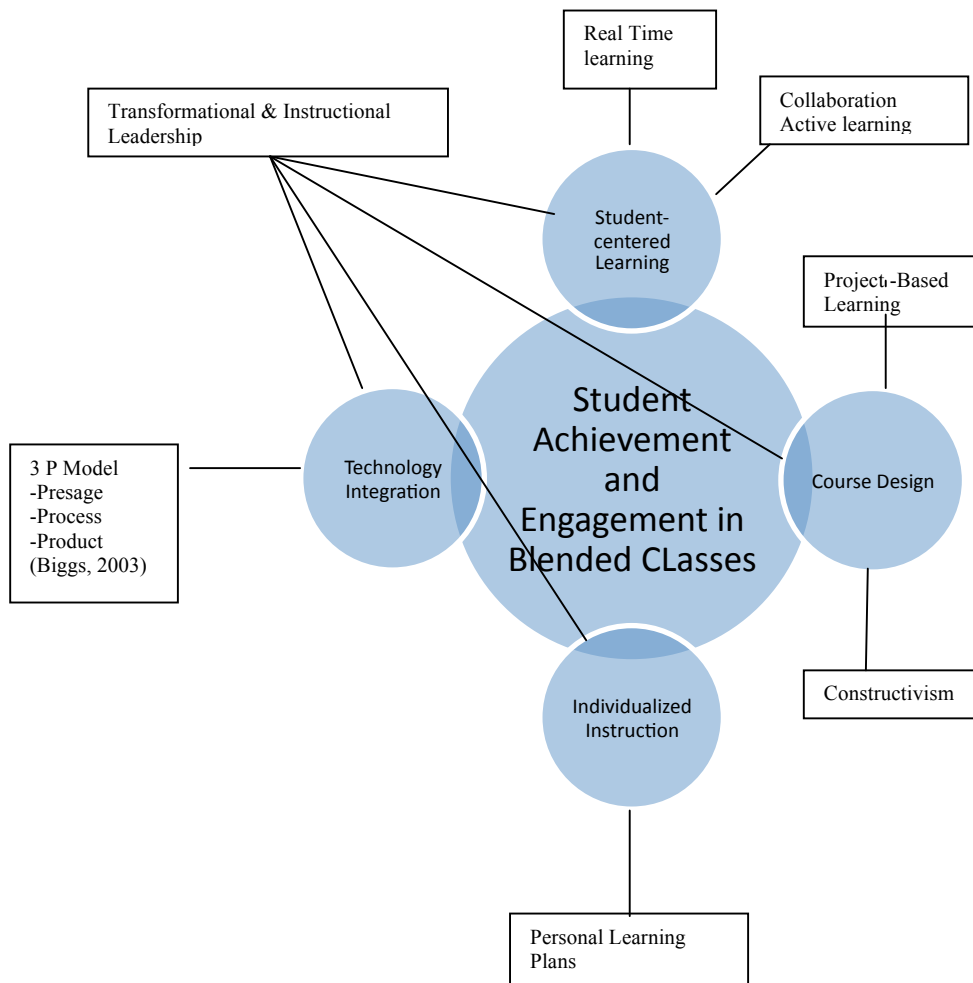 Real Time
learning
Transformational & Instructional
Leadership
Collaboration
Active learning
Student-
centered
Learning
Project-Based
Learning
Student
Achievement
and
Engagement in
Blended CLasses
3 P Model
-Presage
-Process
-Product
(Biggs, 2003)
Technology
Integration
Course Design
Constructivism
Individualized
Instruction
Personal Learning
Plans